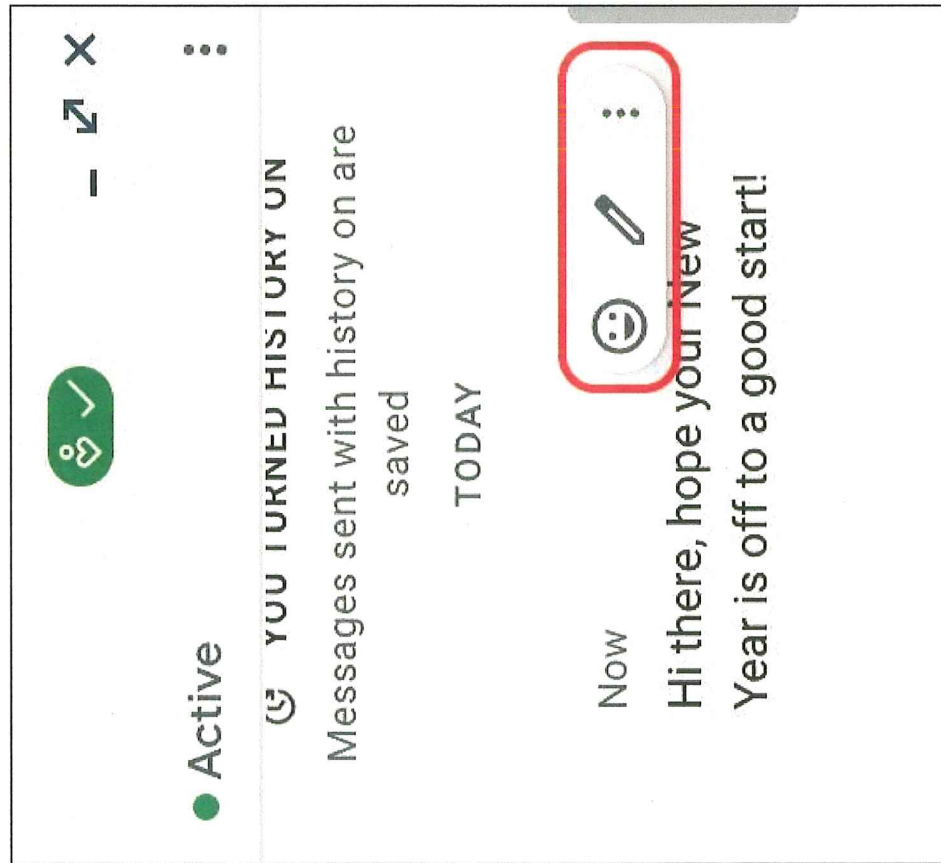 Active
YOU TURNED HISTORY ON
Messages sent with history on are
saved
TODAY
Now
Hi there, hope your New
Year is off to a good start!